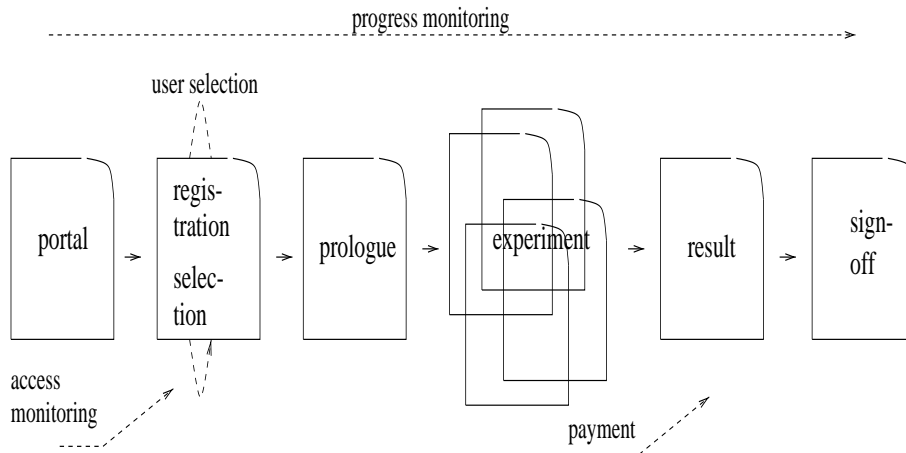 progress monitoring
user selection
portal
regis-
tration
selec-
tion
prologue
experiment
result
sign-
off
access
monitoring
payment